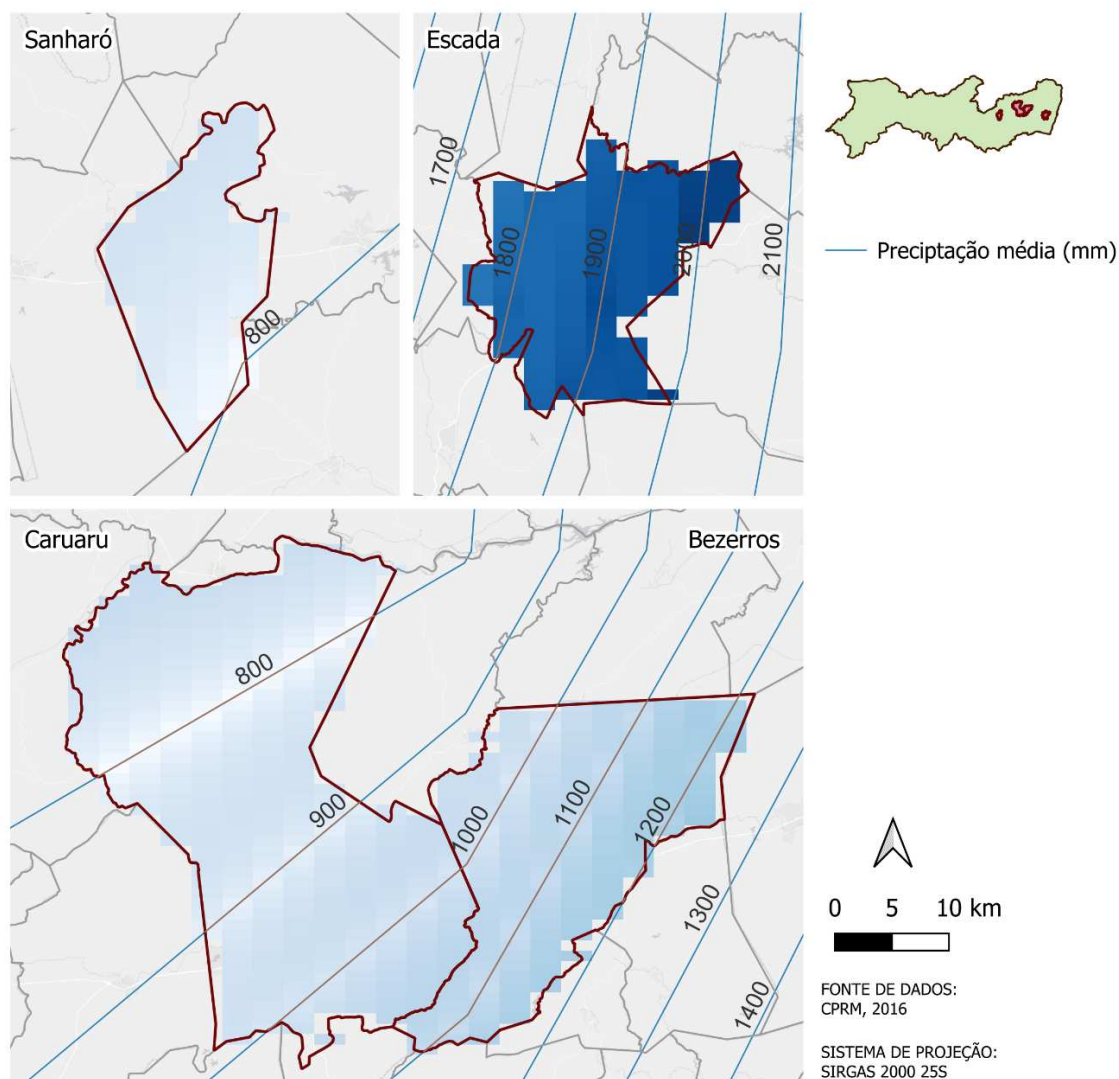 Sanharó
800
Escada
1700
1800
1900
2000
2100
Preciptação média (mm)
Caruaru
Bezerros
800
900
1000
1100
1200
1300
1400
0 5 10 km
FONTE DE DADOS:
CPRM, 2016
SISTEMA DE PROJEÇÃO:
SIRGAS 2000 25S